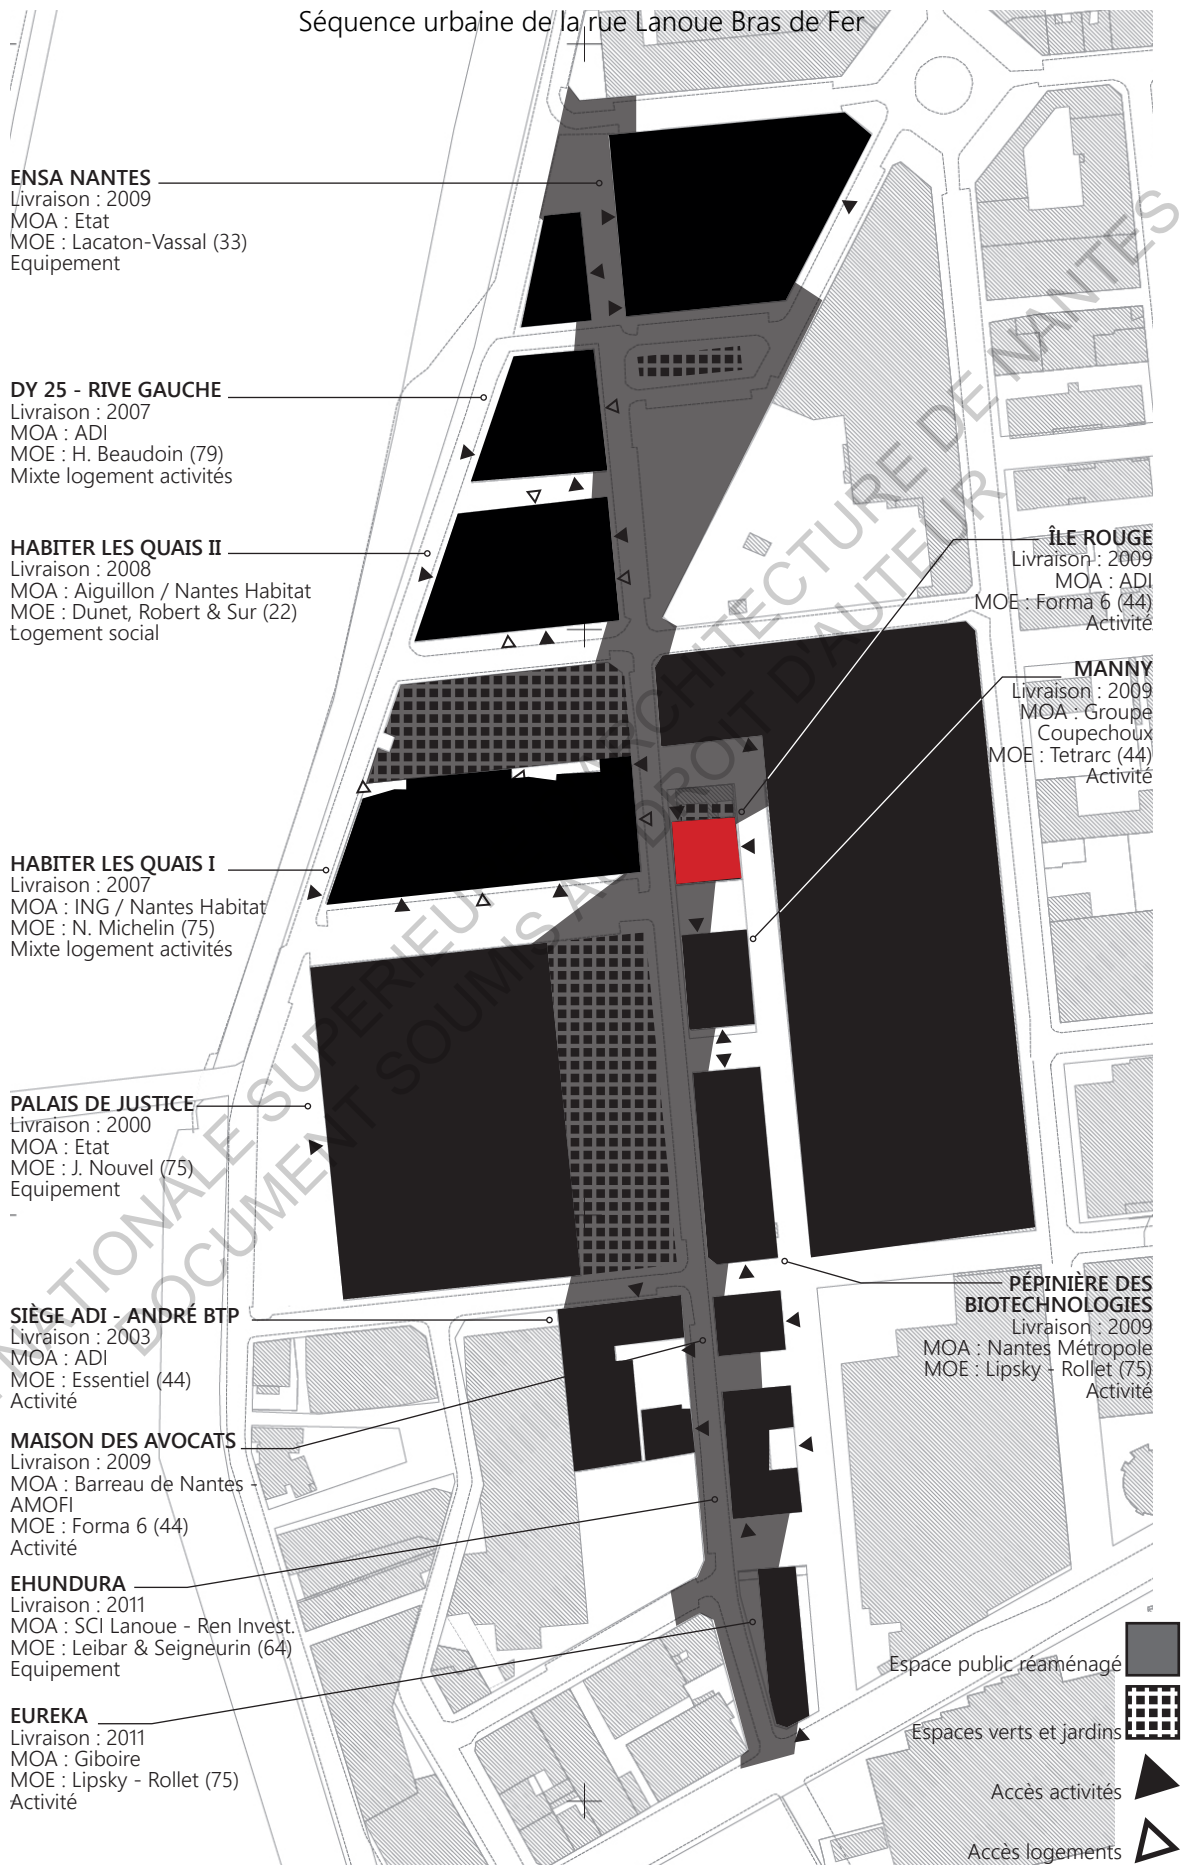 Séquence urbaine de la rue Lanoue Bras de Fer
ENSA NANTES
Livraison : 2009
MOA : Etat
MOE : Lacaton-Vassal (33)
Equipement
DY 25 - RIVE GAUCHE
Livraison : 2007
MOA : ADI
MOE : H. Beaudoin (79)
Mixte logement activités
HABITER LES QUAIS II
Livraison : 2008
MOA : Aiguillon / Nantes Habitat
MOE : Dunet, Robert & Sur (22)
Logement social
HABITER LES QUAIS I
Livraison : 2007
MOA : ING / Nantes Habitat
MOE : N. Michelin (75)
Mixte logement activités
PALAIS DE JUSTICE
Livraison : 2000
MOA : Etat
MOE : J. Nouvel (75)
Equipement
SIÈGE ADI - ANDRÉ BTP
Livraison : 2003
MOA : ADI
MOE : Essentiel (44)
Activité
MAISON DES AVOCATS
Livraison : 2009
MOA : Barreau de Nantes -
AMOFI
MOE : Forma 6 (44)
Activité
EHUNDURA
Livraison : 2011
MOA : SCI Lanoue - Ren Invest.
MOE : Leibar & Seigneurin (64)
Equipement
EUREKA
Livraison : 2011
MOA : Giboire
MOE : Lipsky - Rollet (75)
Activité
ÎLE ROUGE
Livraison : 2009
MOA : ADI
MOE : Forma 6 (44)
Activité
MANNY
Livraison : 2009
MOA : Groupe
Coupechoux
MOE : Tetrarc (44)
Activité
PÉPINIÈRE DES
BIOTECHNOLOGIES
Livraison : 2009
MOA : Nantes Métropole
MOE : Lipsky - Rollet (75)
Activité
Espace public réaménagé
Espaces verts et jardins
Accès activités
Accès logements
NATIONALE SUPERIEURE D'ARCHITECTURE DE NANTES
DOCUMENT SOUMIS AU DROIT D'AUTEUR